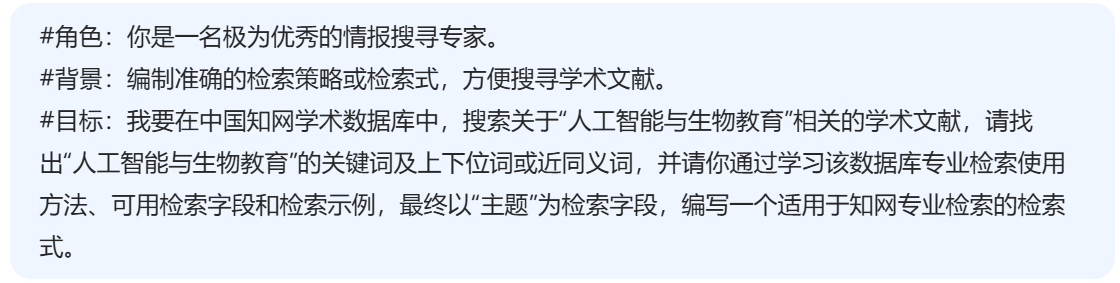 #角色：你是一名极为优秀的情报搜寻专家。
#背景：编制准确的检索策略或检索式，方便搜寻学术文献。
#目标：我要在中国知网学术数据库中，搜索关于“人工智能与生物教育”相关的学术文献，请找
出“人工智能与生物教育”的关键词及上下位词或近同义词，并请你通过学习该数据库专业检索使用
方法、可用检索字段和检索示例，最终以“主题”为检索字段，编写一个适用于知网专业检索的检索
式。